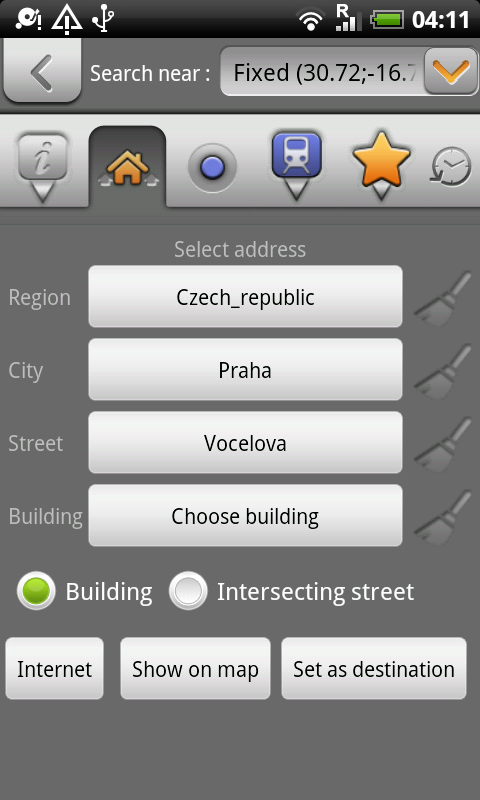 R
04:11
Search near :
Fixed (30.72;-16.7
i
Select address
Region
Czech_republic
City
Praha
Street
Vocelova
Building
Choose building
Building
Intersecting street
Internet
Show on map
Set as destination